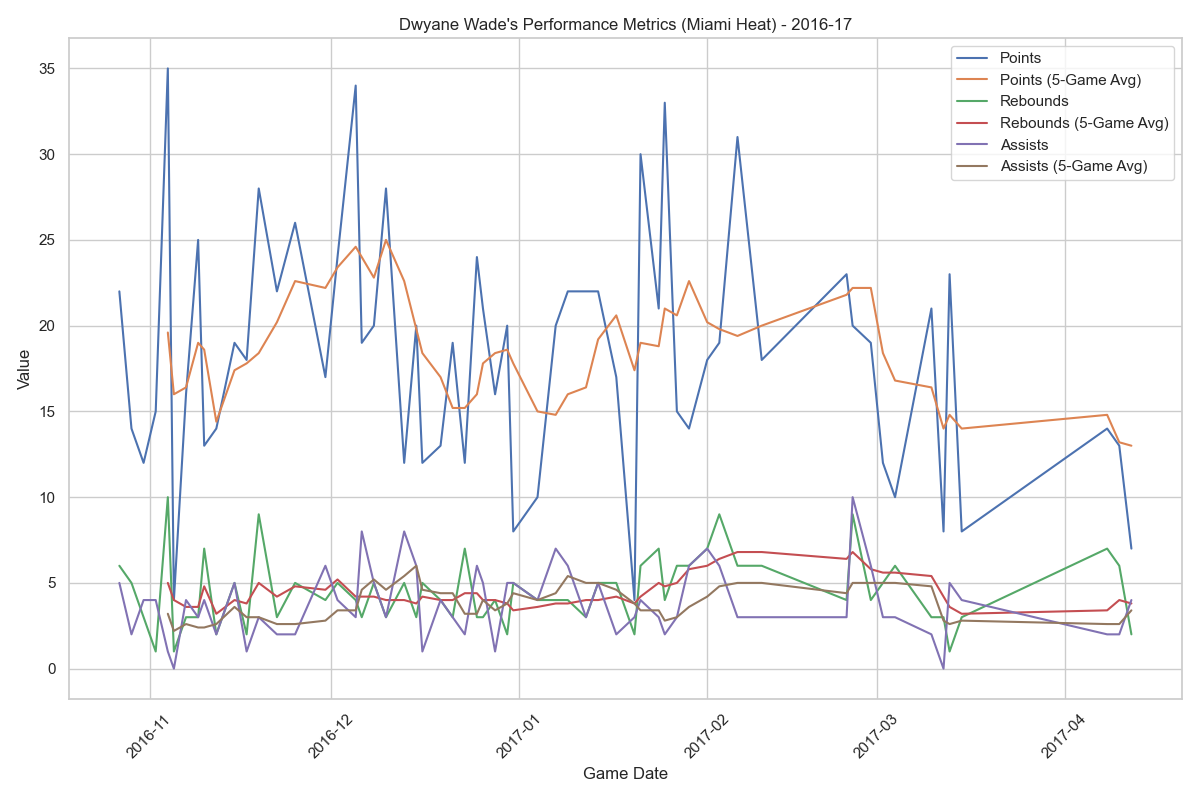 Dwyane Wade's Performance Metrics (Miami Heat) - 2016-17
Points
Points (5-Game Avg)
Rebounds
Rebounds (5-Game Avg)
Assists
Assists (5-Game Avg)
35
30
25
20
15
10
5
0
Value
2016-11
2016-12
2017-01
2017-02
2017-03
2017-04
Game Date